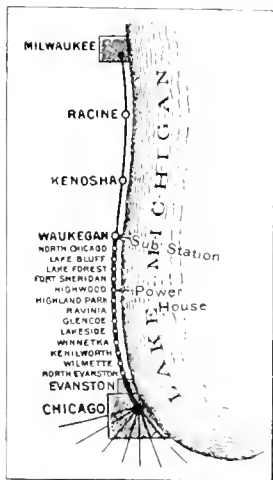 MILWAUKEE
RACINE
KENOSHA
WAUKEGAN
Sub Station
NORTH CHICAGO
LAKE BLUFF
LAKE FOREST
FORT SHERIDAN
HIGHWOOD
Power House
HIGHLAND PARK
RAVINIA
GLENCOE
LAKESIDE
WINNETKA
KENILWORTH
WILMETTE
NORTH EVANSTON
EVANSTON
CHICAGO
LAKE MICHIGAN